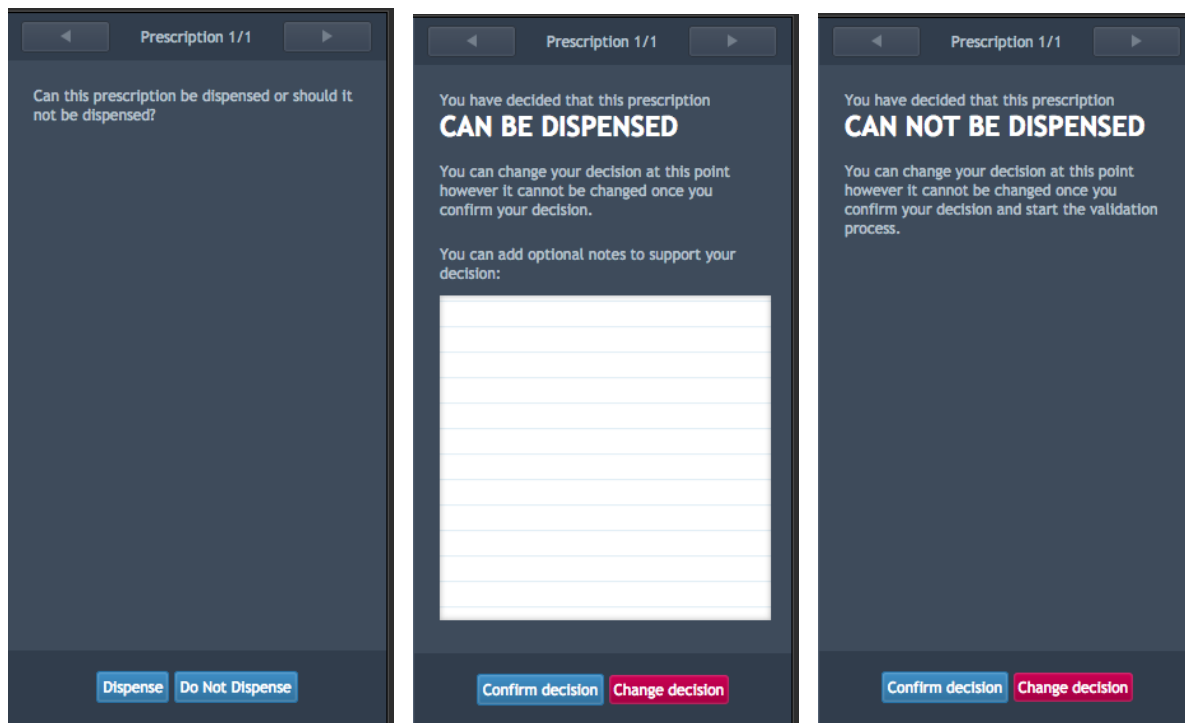 Prescription 1/1
Can this prescription be dispensed or should it
not be dispensed?
Dispense
Do Not Dispense
Prescription 1/1
You have decided that this prescription
CAN BE DISPENSED
You can change your decision at this point
however it cannot be changed once you
confirm your decision.
You can add optional notes to support your
decision:
Confirm decision
Change decision
Prescription 1/1
You have decided that this prescription
CAN NOT BE DISPENSED
You can change your decision at this point
however it cannot be changed once you
confirm your decision and start the validation
process.
Confirm decision
Change decision